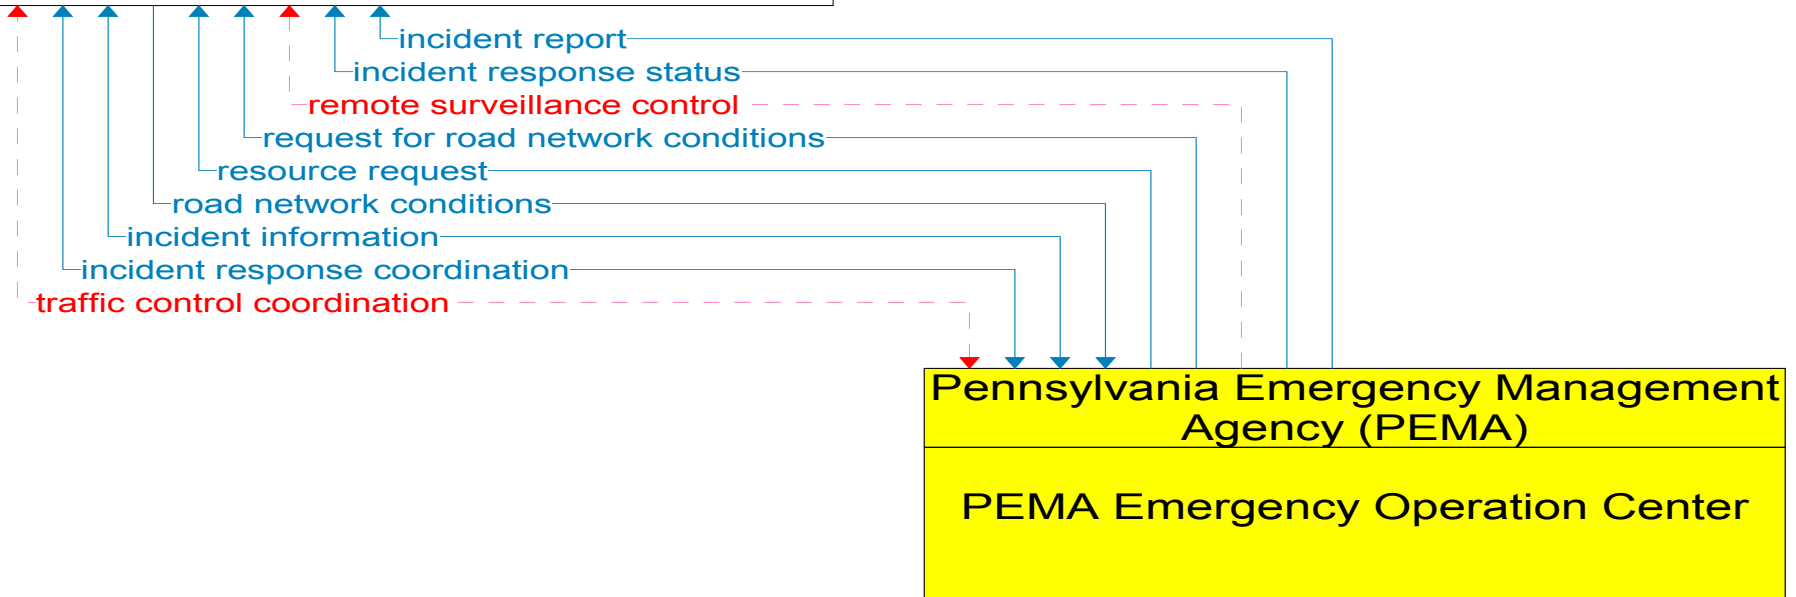 incident report
incident response status
remote surveillance control
request for road network conditions
resource request
road network conditions
incident information
incident response coordination
traffic control coordination
Pennsylvania Emergency Management
Agency (PEMA)
PEMA Emergency Operation Center